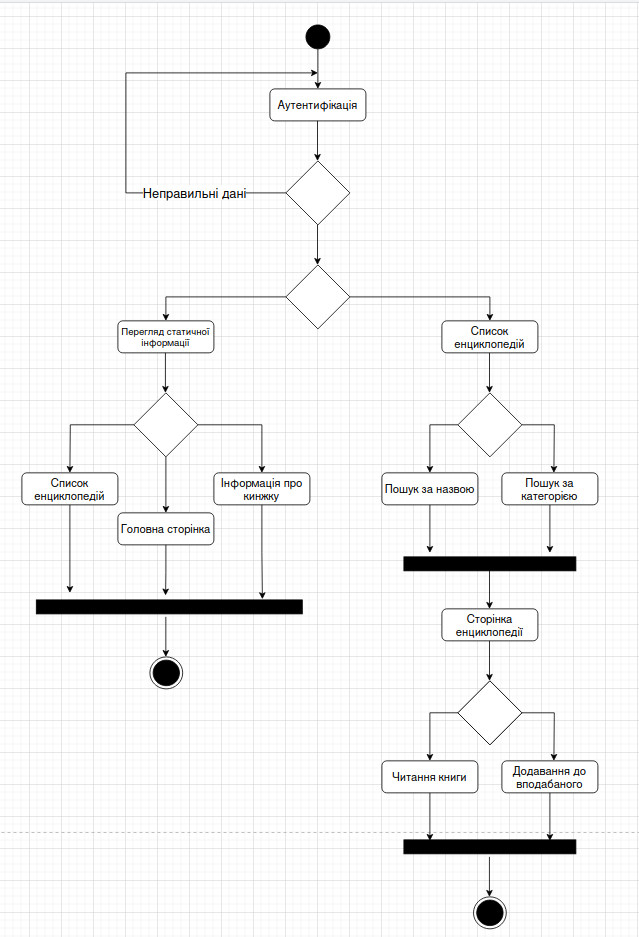 Аутентифікація
Неправильні дані
Перегляд статичної
інформації
Список
енциклопедій
Список
енциклопедій
Інформація про
кинжку
Головна сторінка
Пошук за назвою
Пошук за
категорією
Сторінка
енциклопедії
Читання книги
Додавання до
вподабаного